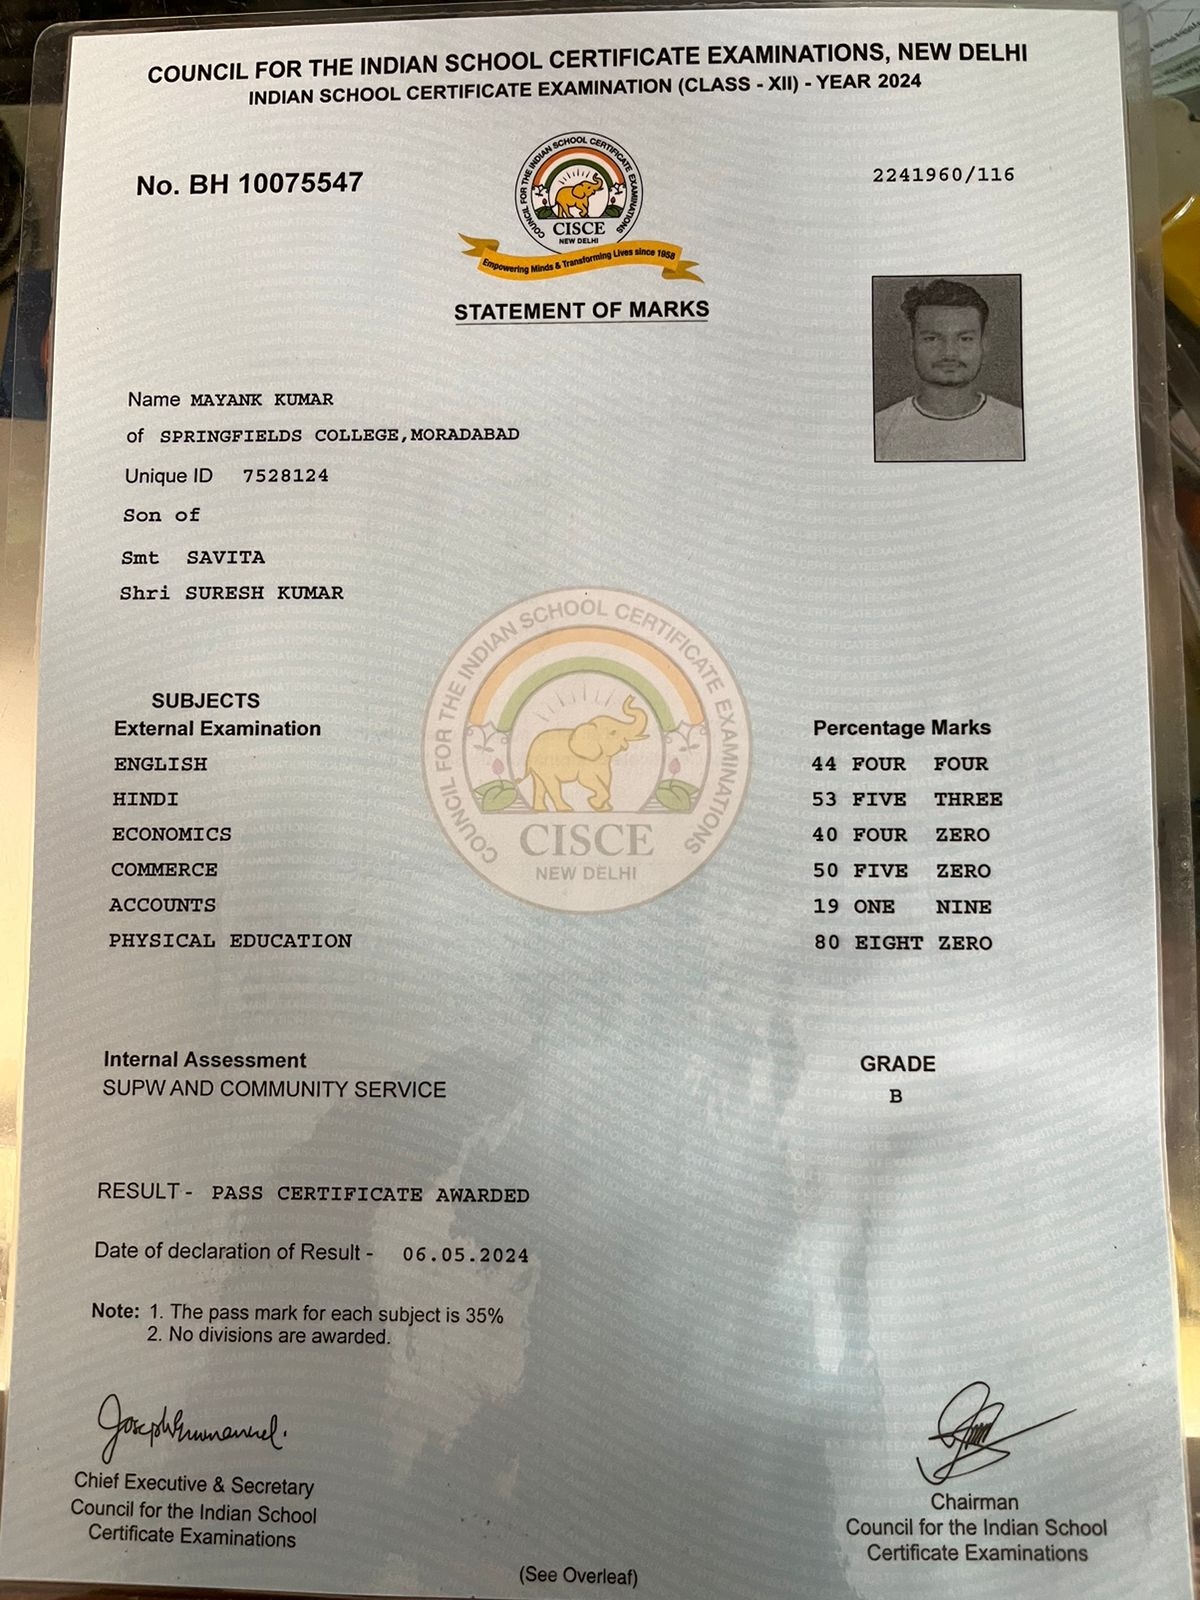 COUNCIL FOR THE INDIAN SCHOOL CERTIFICATE EXAMINATIONS, NEW DELHI
INDIAN SCHOOL CERTIFICATE EXAMINATION (CLASS - XII) - YEAR 2024
No. BH 10075547
2241960/116
COUNCIL FOR THE INDIAN SCHOOL CERTIFICATE EXAMINATIONS
CISCE
NEW DELHI
Empowering Minds & Transforming Lives since 1958
STATEMENT OF MARKS
Name MAYANK KUMAR
of SPRINGFIELDS COLLEGE,MORADABAD
Unique ID 7528124
Son of
Smt SAVITA
Shri SURESH KUMAR
COUNCIL FOR THE INDIAN SCHOOL CERTIFICATE EXAMINATIONS
CISCE
NEW DELHI
SUBJECTS
External Examination Percentage Marks
ENGLISH 44 FOUR FOUR
HINDI 53 FIVE THREE
ECONOMICS 40 FOUR ZERO
COMMERCE 50 FIVE ZERO
ACCOUNTS 19 ONE NINE
PHYSICAL EDUCATION 80 EIGHT ZERO
Internal Assessment GRADE
SUPW AND COMMUNITY SERVICE B
RESULT - PASS CERTIFICATE AWARDED
Date of declaration of Result - 06.05.2024
Note: 1. The pass mark for each subject is 35%
2. No divisions are awarded.
Chief Executive & Secretary
Council for the Indian School
Certificate Examinations
Chairman
Council for the Indian School
Certificate Examinations
(See Overleaf)